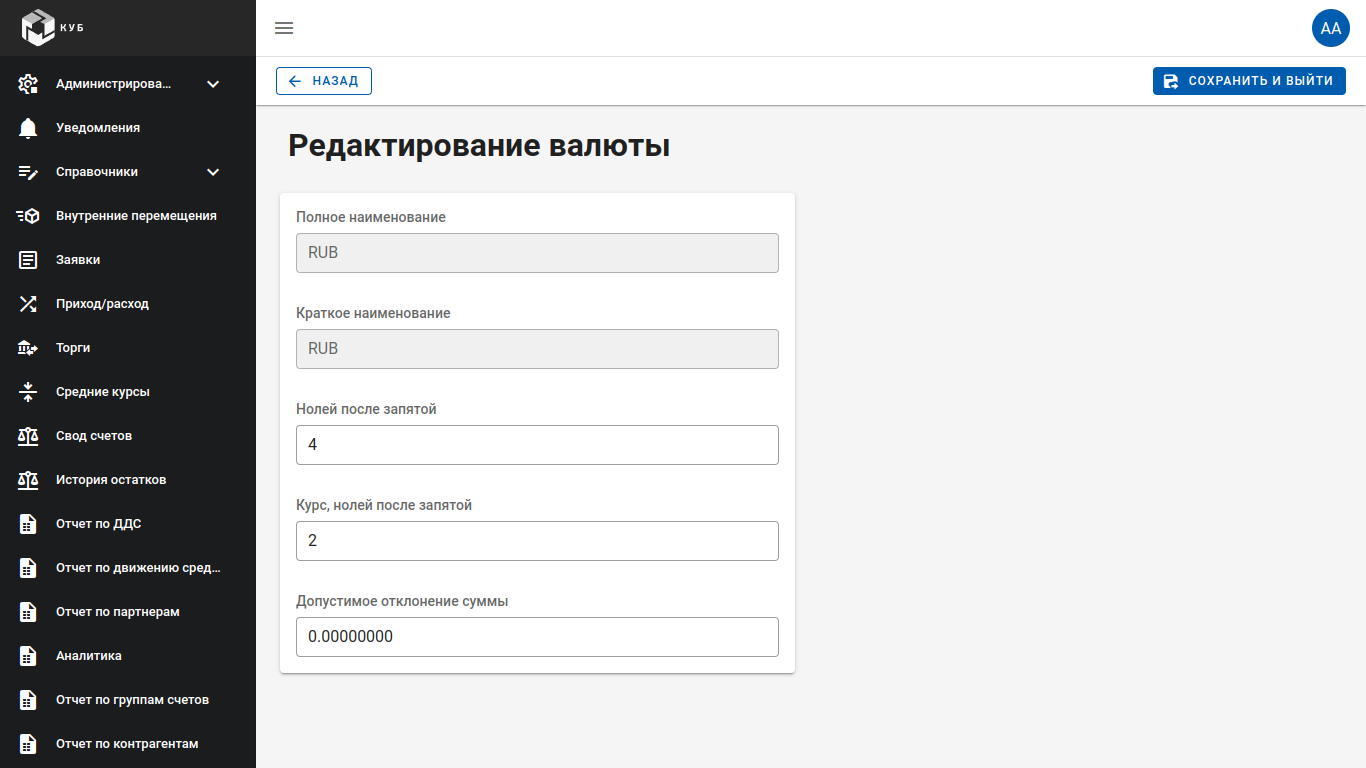 КУБ
АА
Администрирова...
Уведомления
Справочники
Внутренние перемещения
Заявки
Приход/расход
Торги
Средние курсы
Свод счетов
История остатков
Отчет по ДДС
Отчет по движению сред...
Отчет по партнерам
Аналитика
Отчет по группам счетов
Отчет по контрагентам
НАЗАД
СОХРАНИТЬ И ВЫЙТИ
Редактирование валюты
Полное наименование
RUB
Краткое наименование
RUB
Нолей после запятой
4
Курс, нолей после запятой
2
Допустимое отклонение суммы
0.00000000